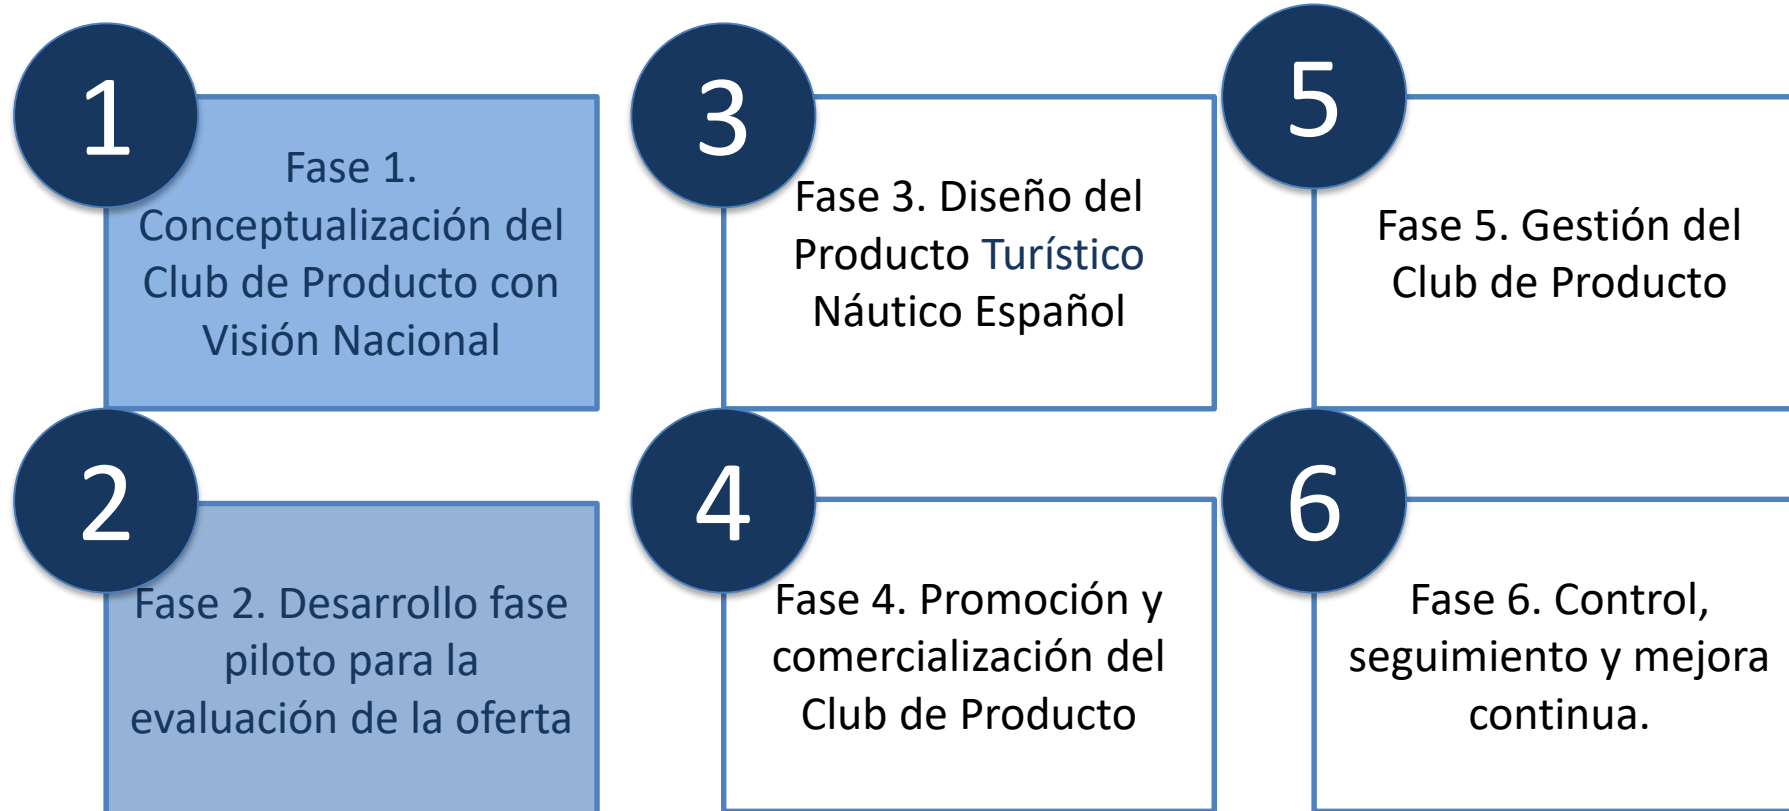 1
Fase 1.
Conceptualización del
Club de Producto con
Visión Nacional
2
Fase 2. Desarrollo fase
piloto para la
evaluación de la oferta
3
Fase 3. Diseño del
Producto Turístico
Náutico Español
4
Fase 4. Promoción y
comercialización del
Club de Producto
5
Fase 5. Gestión del
Club de Producto
6
Fase 6. Control,
seguimiento y mejora
continua.